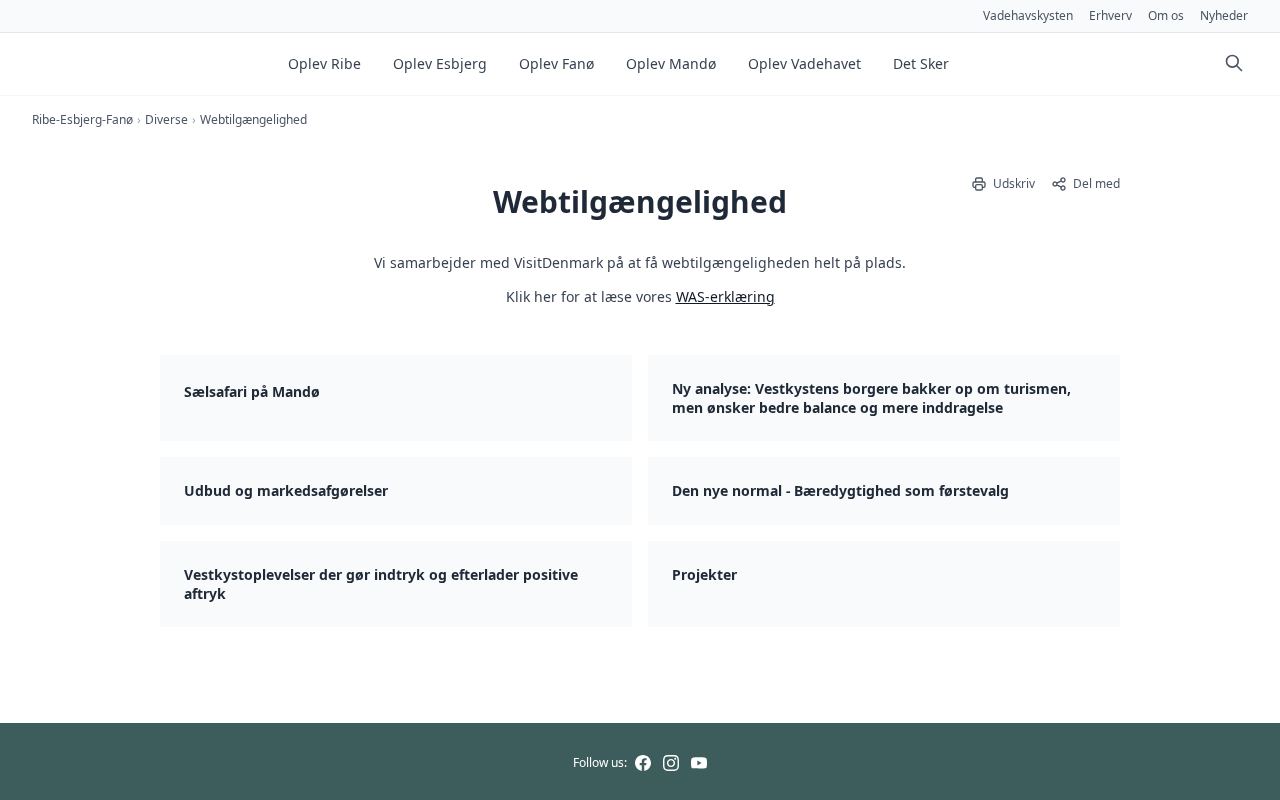 Vadehavskysten Erhverv Om os Nyheder
Oplev Ribe Oplev Esbjerg Oplev Fanø Oplev Mandø Oplev Vadehavet Det Sker
Ribe-Esbjerg-Fanø › Diverse › Webtilgængelighed
Udskriv Del med
Webtilgængelighed
Vi samarbejder med VisitDenmark på at få webtilgængeligheden helt på plads.
Klik her for at læse vores WAS-erklæring
Sælsafari på Mandø
Ny analyse: Vestkystens borgere bakker op om turismen,
men ønsker bedre balance og mere inddragelse
Udbud og markedsafgørelser
Den nye normal - Bæredygtighed som førstevalg
Vestkystoplevelser der gør indtryk og efterlader positive
aftryk
Projekter
Follow us: